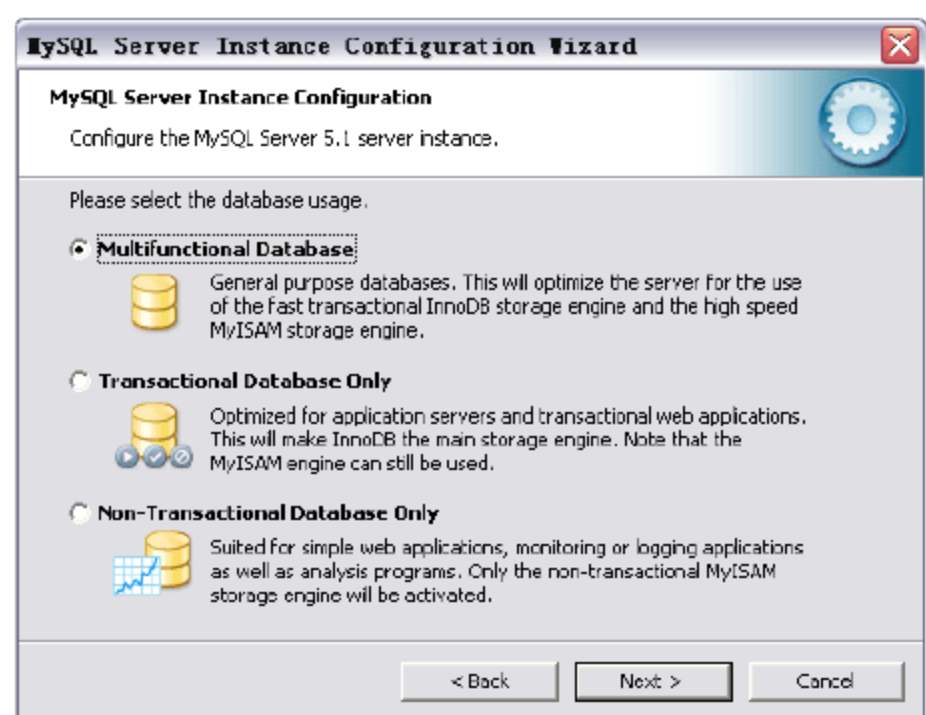 MySQL Server Instance Configuration Wizard
MySQL Server Instance Configuration
Configure the MySQL Server 5.1 server instance.
Please select the database usage.
Multifunctional Database
General purpose databases. This will optimize the server for the use
of the fast transactional InnoDB storage engine and the high speed
MyISAM storage engine.
Transactional Database Only
Optimized for application servers and transactional web applications.
This will make InnoDB the main storage engine. Note that the
MyISAM engine can still be used.
Non-Transactional Database Only
Suited for simple web applications, monitoring or logging applications
as well as analysis programs. Only the non-transactional MyISAM
storage engine will be activated.
< Back
Next >
Cancel